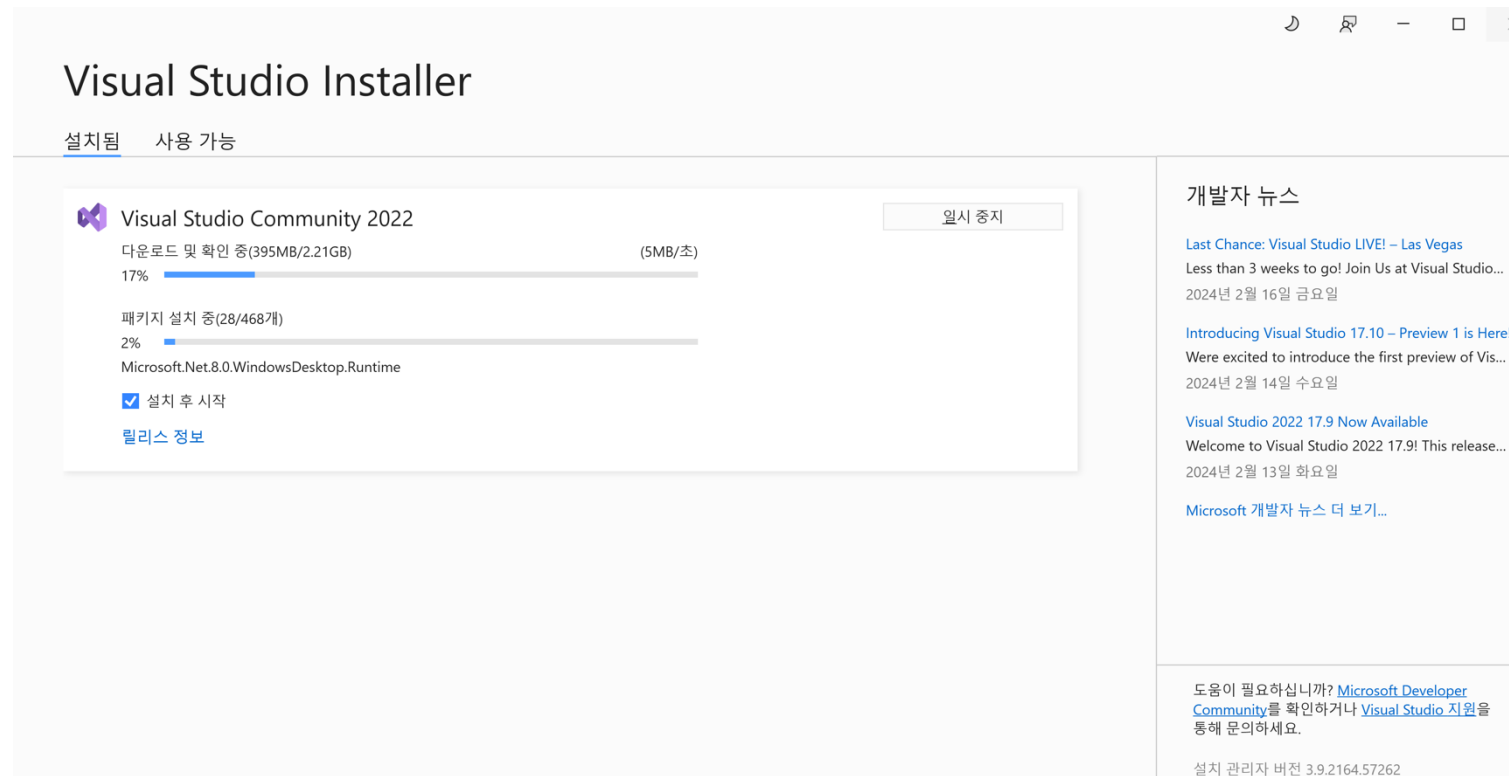 Visual Studio Installer
설치됨 사용 가능
Visual Studio Community 2022
일시 중지
다운로드 및 확인 중(395MB/2.21GB) (5MB/초)
17%
패키지 설치 중(28/468개)
2%
Microsoft.Net.8.0.WindowsDesktop.Runtime
설치 후 시작
릴리스 정보
개발자 뉴스
Last Chance: Visual Studio LIVE! – Las Vegas
Less than 3 weeks to go! Join Us at Visual Studio...
2024년 2월 16일 금요일
Introducing Visual Studio 17.10 – Preview 1 is Here
Were excited to introduce the first preview of Vis...
2024년 2월 14일 수요일
Visual Studio 2022 17.9 Now Available
Welcome to Visual Studio 2022 17.9! This release...
2024년 2월 13일 화요일
Microsoft 개발자 뉴스 더 보기...
도움이 필요하십니까? Microsoft Developer
Community를 확인하거나 Visual Studio 지원을
통해 문의하세요.
설치 관리자 버전 3.9.2164.57262